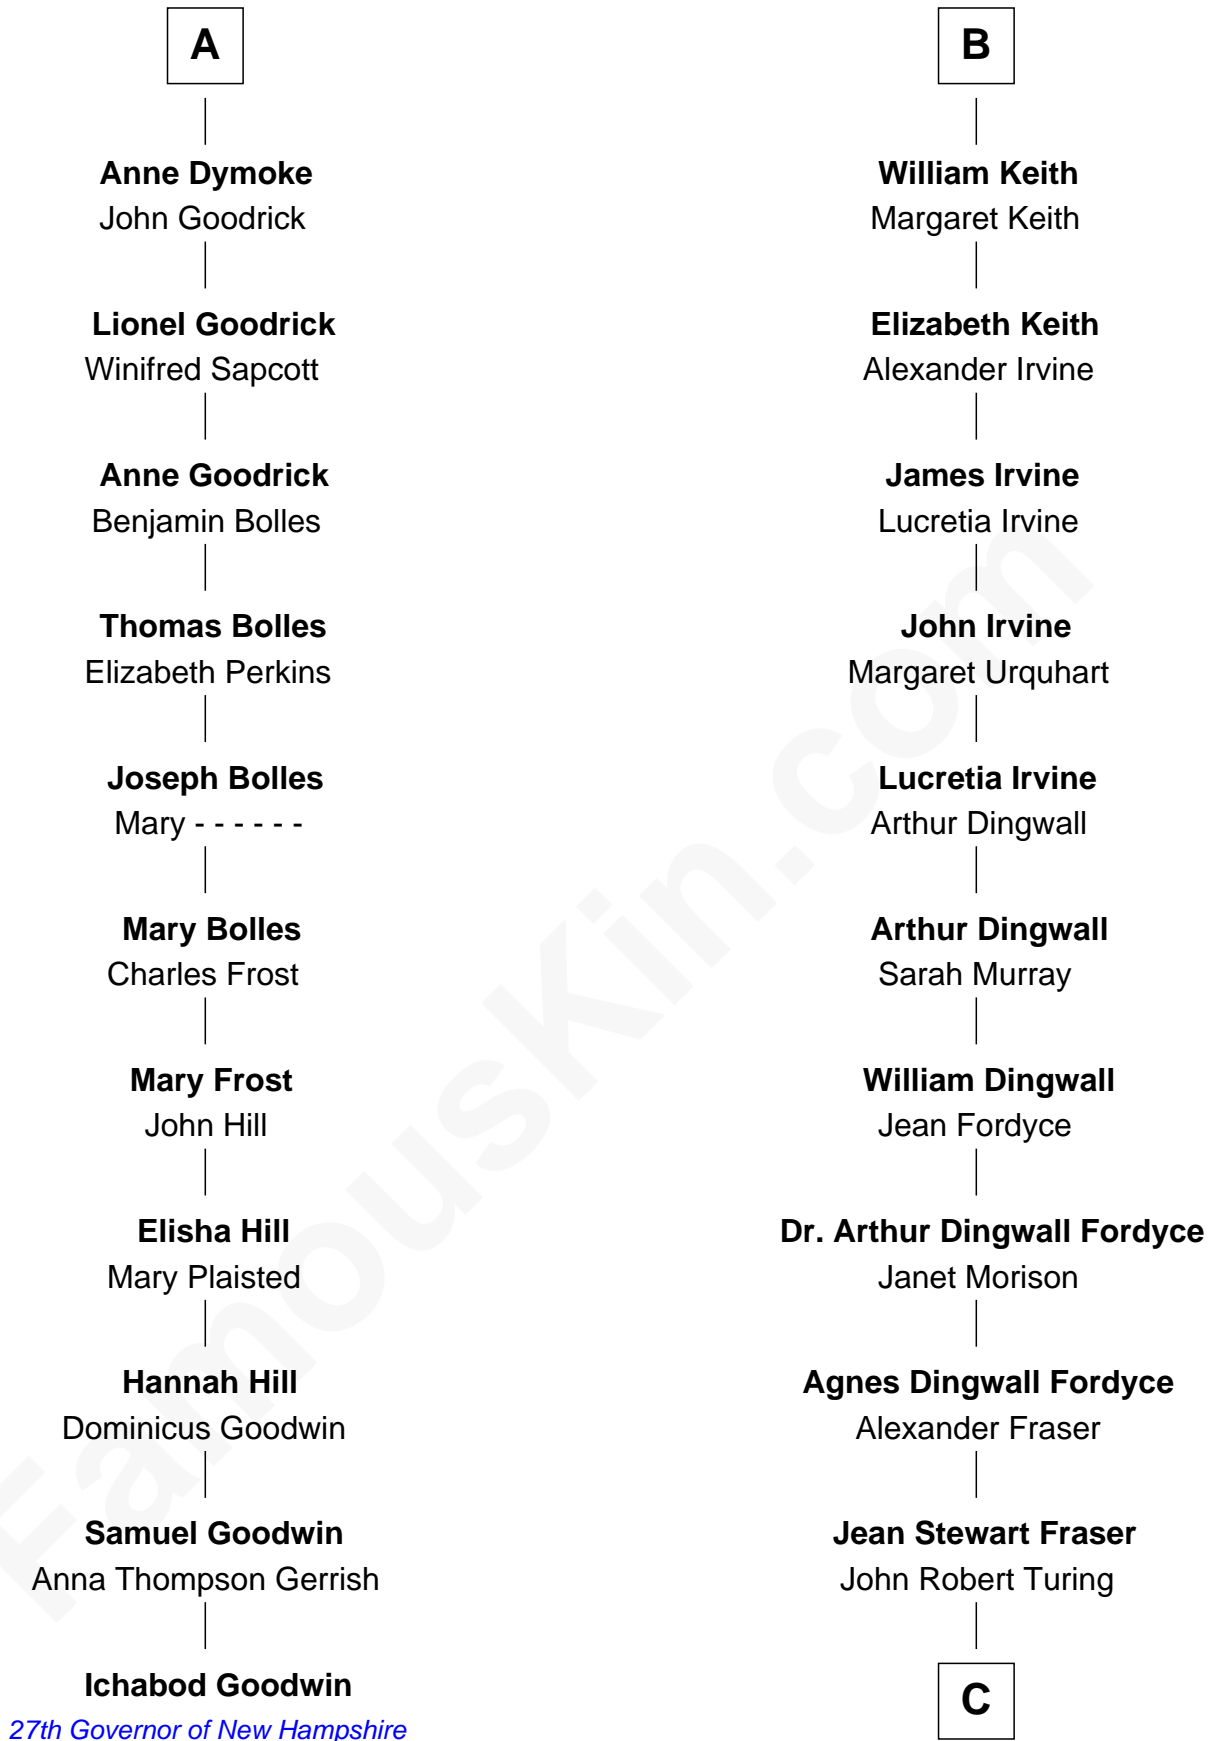 A
Anne Dymoke
John Goodrick
Lionel Goodrick
Winifred Sapcott
Anne Goodrick
Benjamin Bolles
Thomas Bolles
Elizabeth Perkins
Joseph Bolles
Mary - - - - - -
Mary Bolles
Charles Frost
Mary Frost
John Hill
Elisha Hill
Mary Plaisted
Hannah Hill
Dominicus Goodwin
Samuel Goodwin
Anna Thompson Gerrish
Ichabod Goodwin
27th Governor of New Hampshire
B
William Keith
Margaret Keith
Elizabeth Keith
Alexander Irvine
James Irvine
Lucretia Irvine
John Irvine
Margaret Urquhart
Lucretia Irvine
Arthur Dingwall
Arthur Dingwall
Sarah Murray
William Dingwall
Jean Fordyce
Dr. Arthur Dingwall Fordyce
Janet Morison
Agnes Dingwall Fordyce
Alexander Fraser
Jean Stewart Fraser
John Robert Turing
C
FamousKin.com